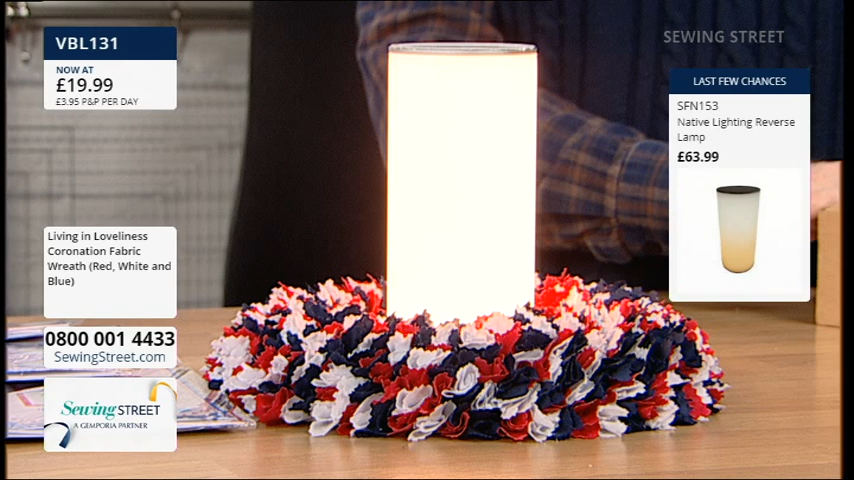 VBL131
NOW AT
£19.99
£3.95 P&P PER DAY
Living in Loveliness
Coronation Fabric
Wreath (Red, White and
Blue)
0800 001 4433
SewingStreet.com
Sewing STREET
A GEMPORIA PARTNER
SEWING STREET
LAST FEW CHANCES
SFN153
Native Lighting Reverse
Lamp
£63.99